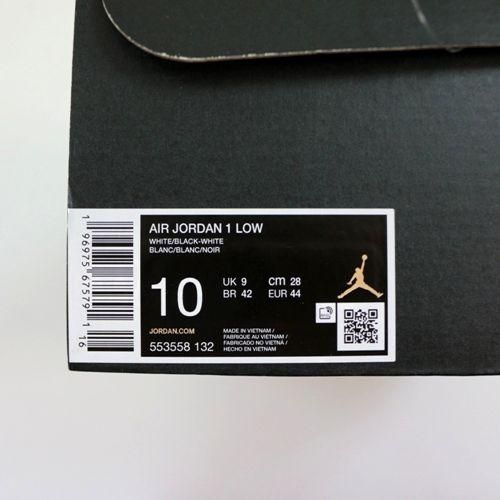 AIR JORDAN 1 LOW
WHITE/BLACK-WHITE
BLANC/BLANC/NOIR
10
UK 9 cm 28
BR 42 EUR 44
JORDAN.COM
553558 132
MADE IN VIETNAM /
FABRIQUE AU VIETNAM /
FABRICADO NO VIETNÃ /
HECHO EN VIETNAM
1 96975 67579 1
16